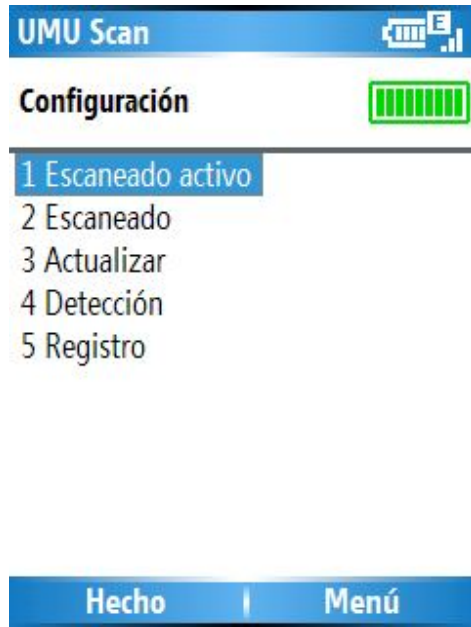 UMU Scan
E
Configuración
1 Escaneado activo
2 Escaneado
3 Actualizar
4 Detección
5 Registro
Hecho
Menú